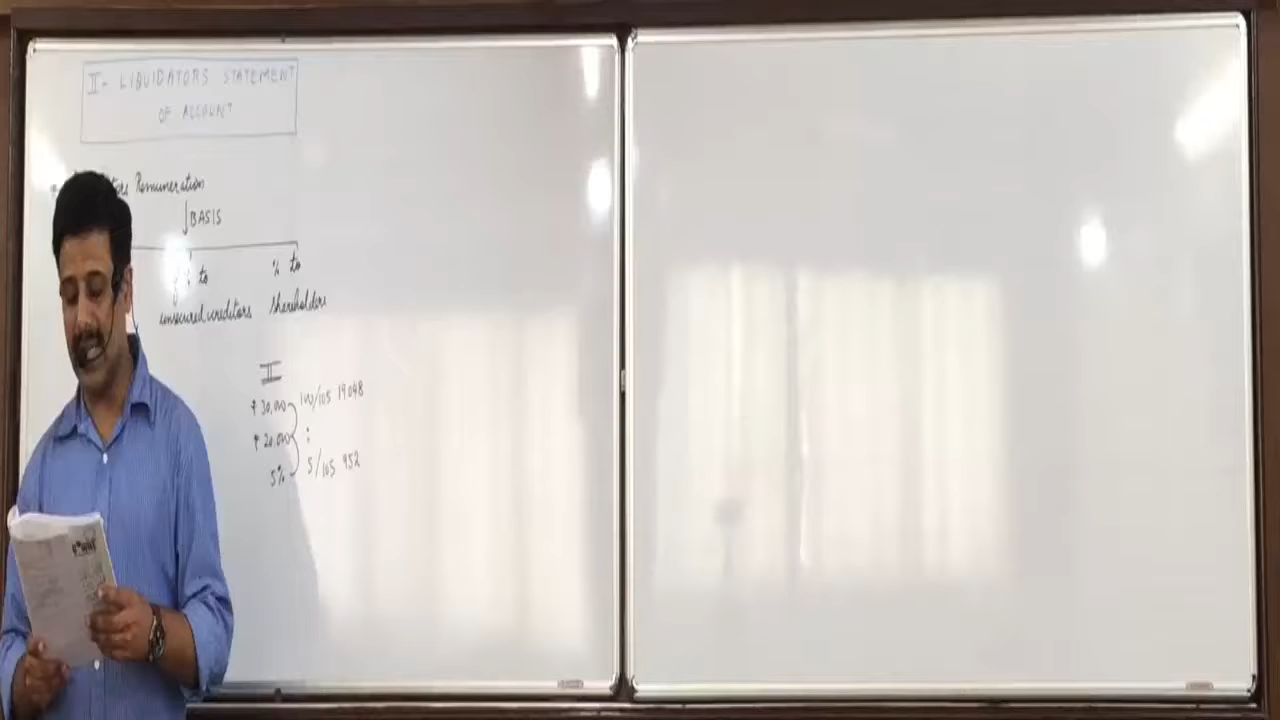 II- LIQUIDATORS STATEMENT
OF ACCOUNT
Remuneration
BASIS
% to
unsecured creditors
% to
shareholders
II
₹ 30,000
100/105 19048
₹ 20,000
:
5%
5/105 952